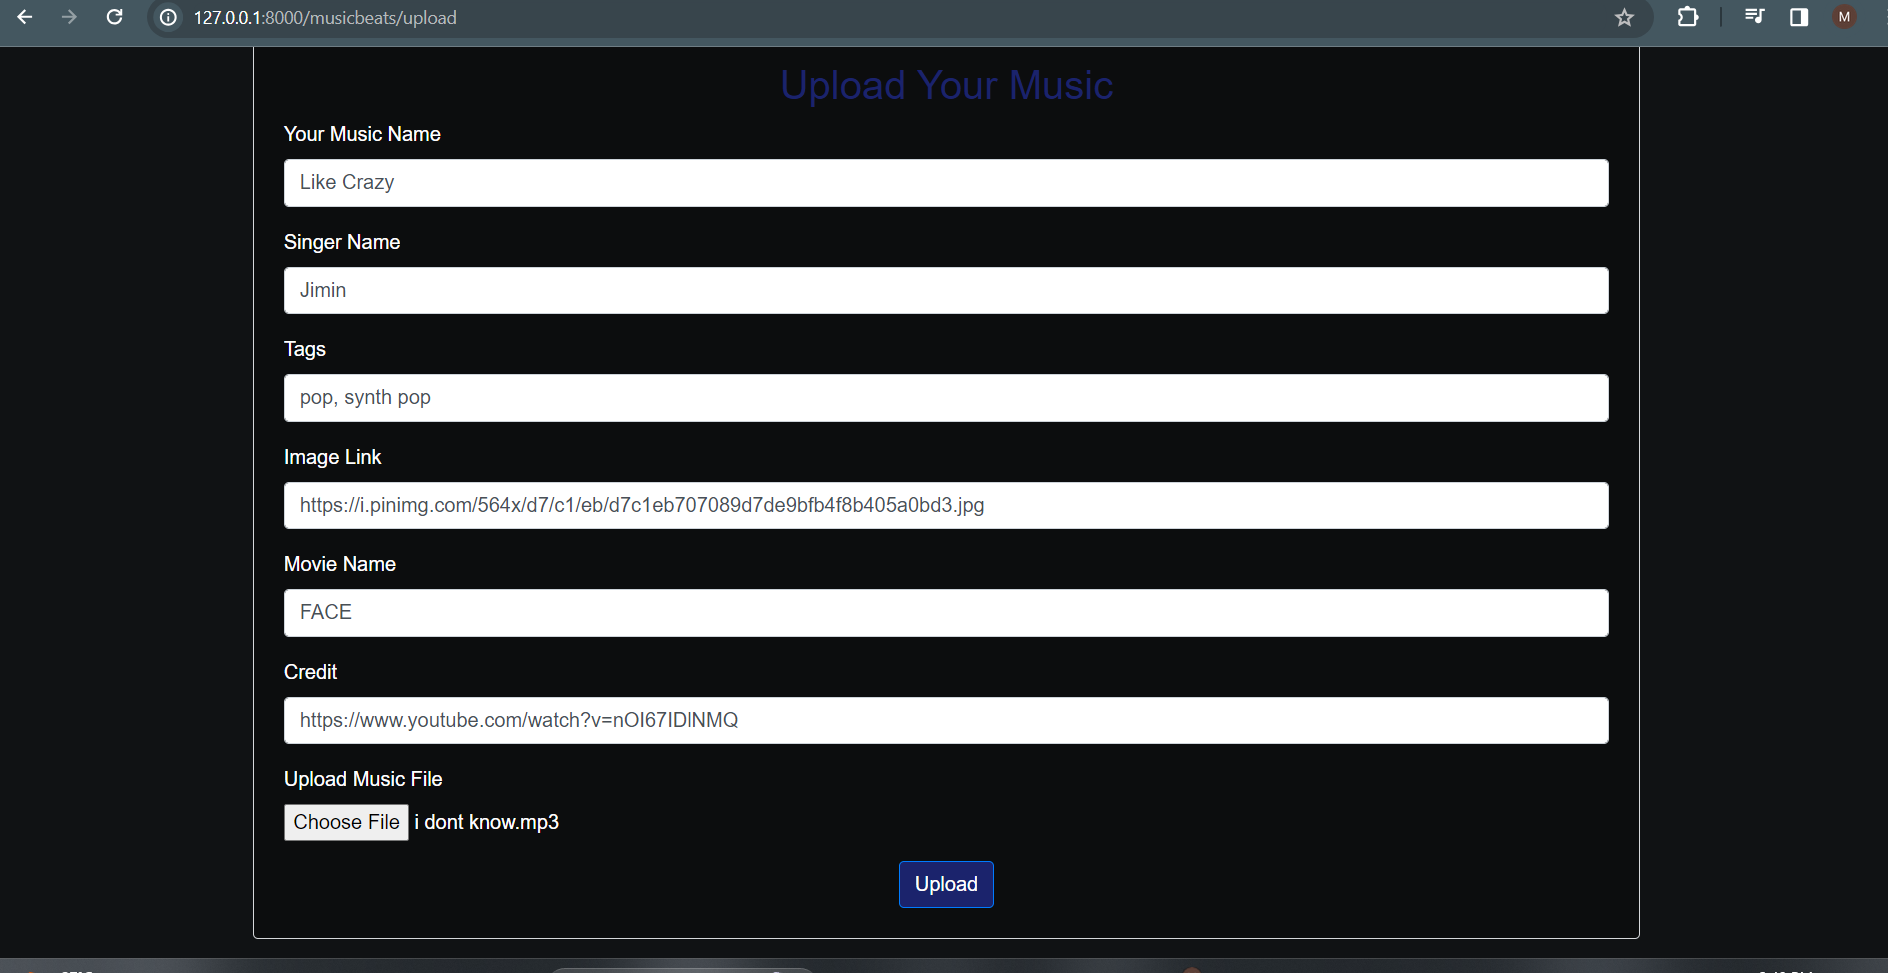 127.0.0.1:8000/musicbeats/upload
M
Upload Your Music
Your Music Name
Like Crazy
Singer Name
Jimin
Tags
pop, synth pop
Image Link
https://i.pinimg.com/564x/d7/c1/eb/d7c1eb707089d7de9bfb4f8b405a0bd3.jpg
Movie Name
FACE
Credit
https://www.youtube.com/watch?v=nOI67IDlNMQ
Upload Music File
Choose File i dont know.mp3
Upload